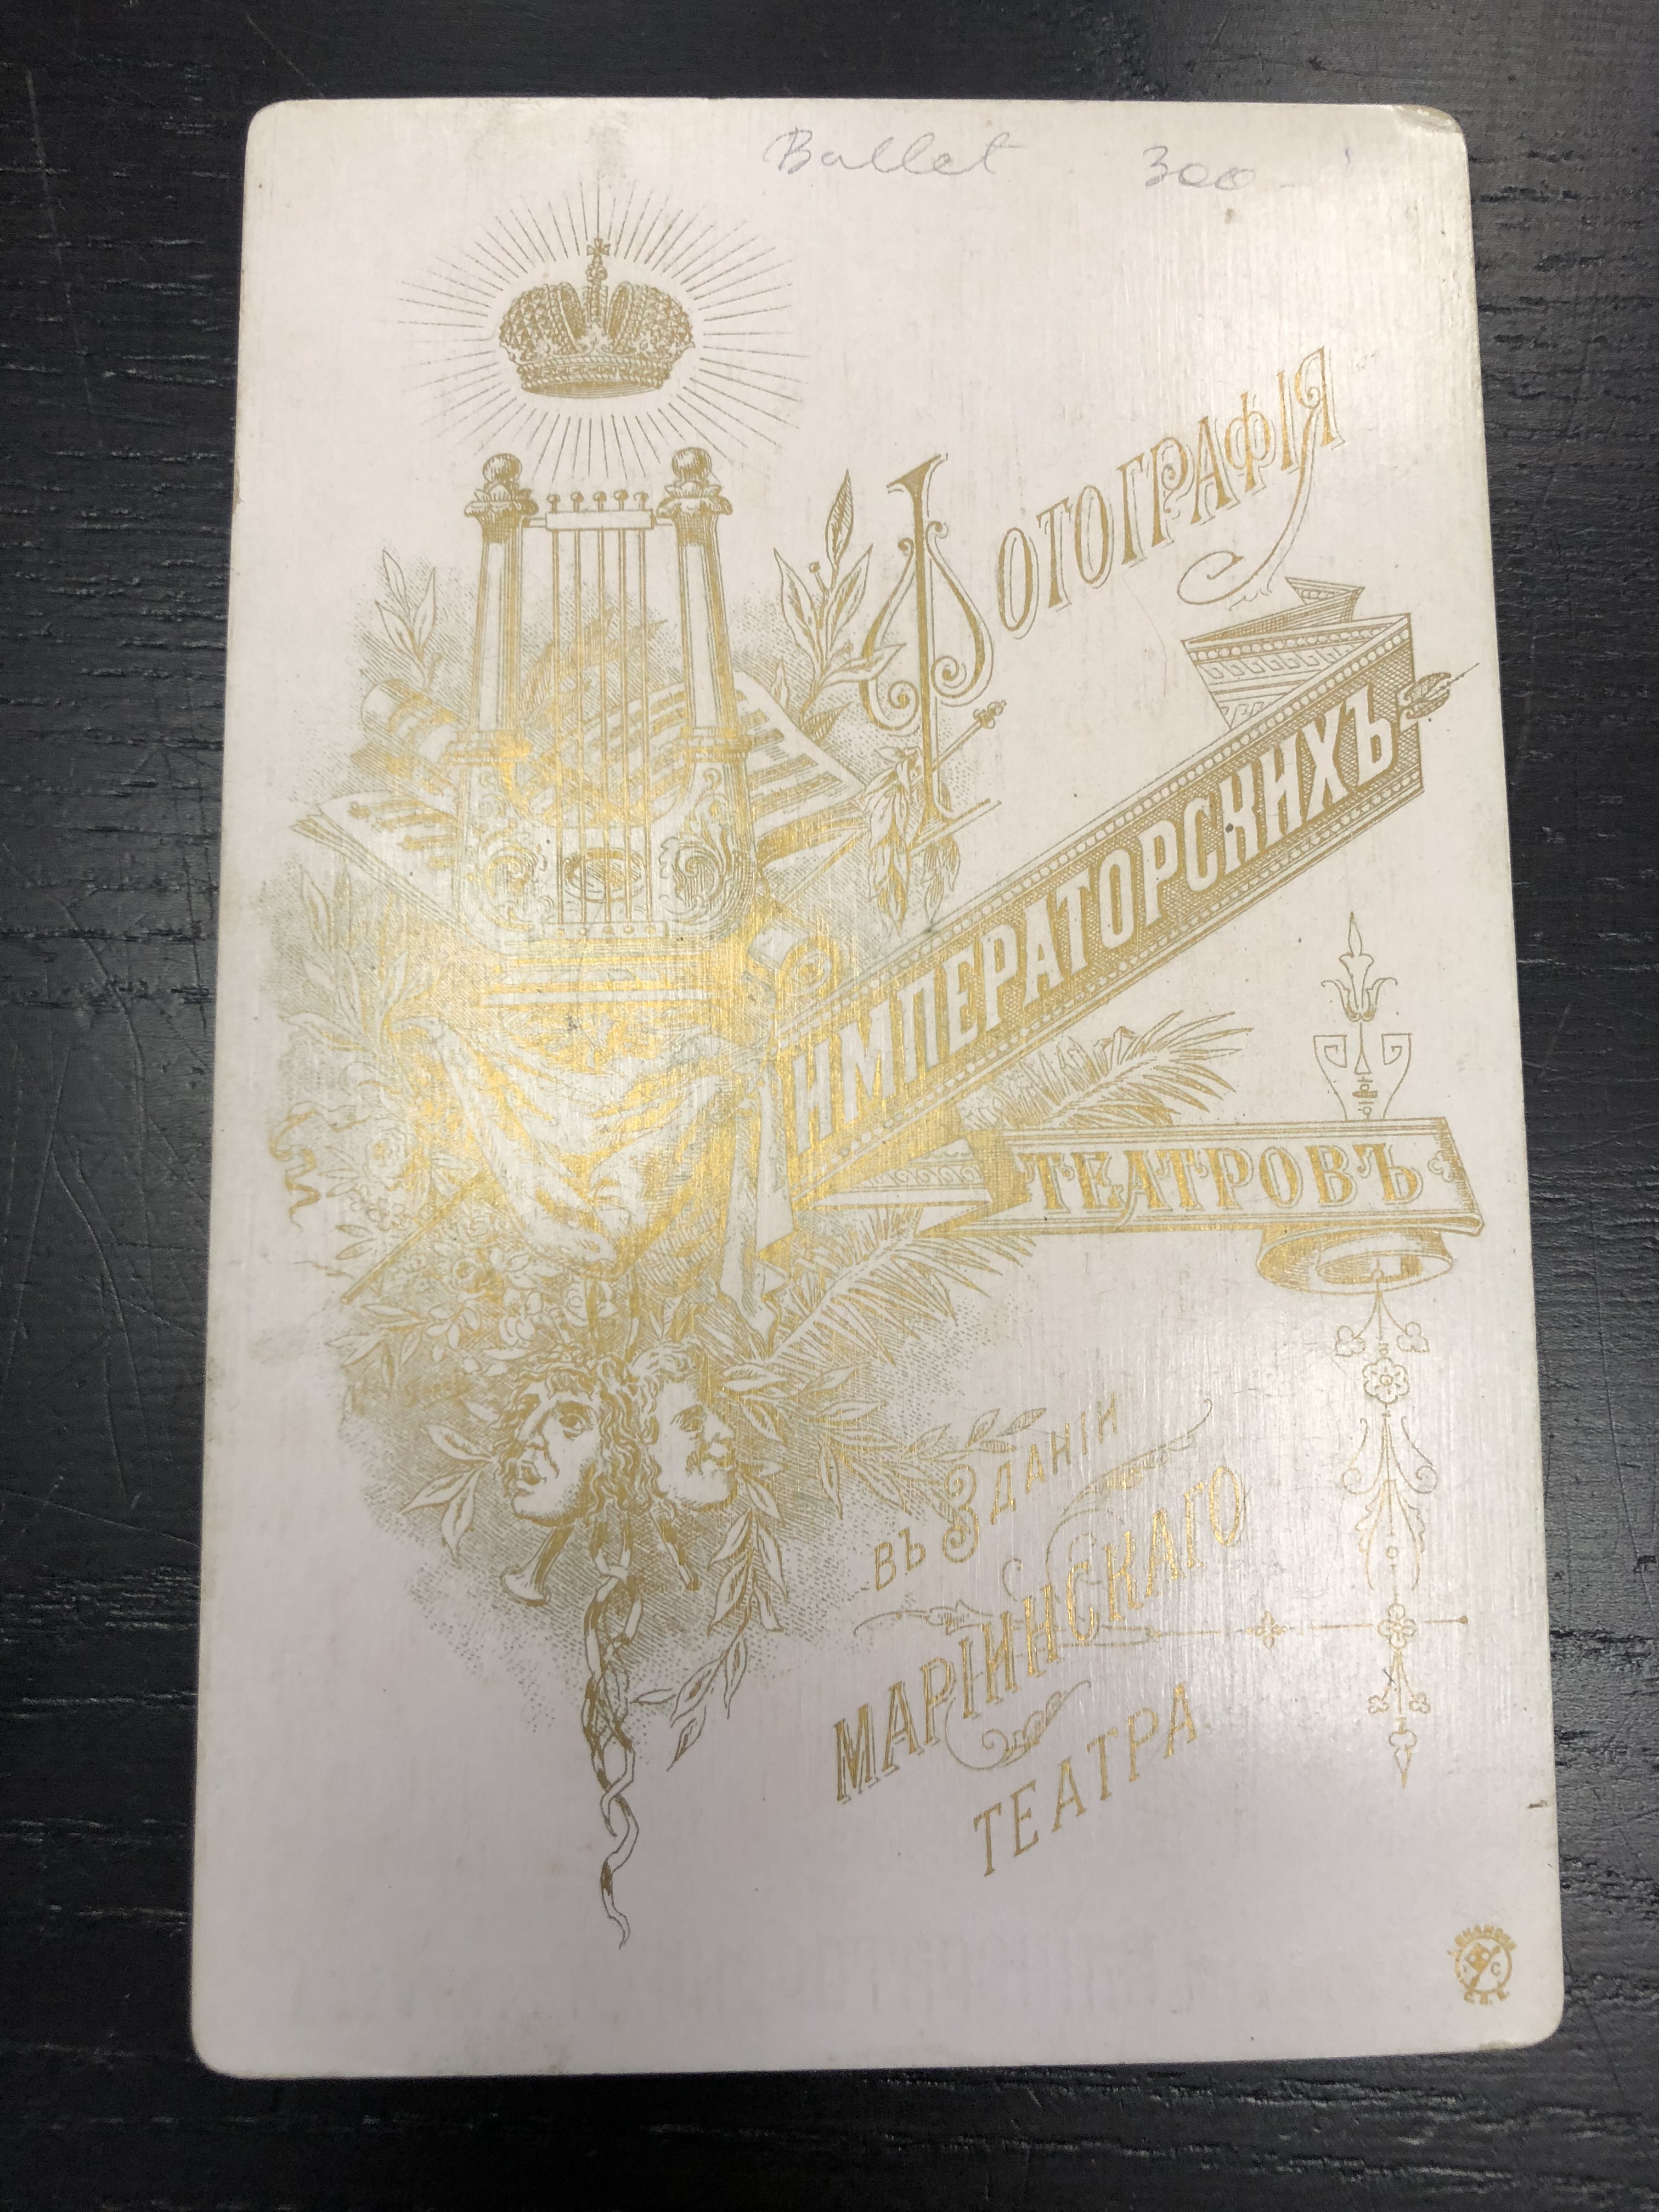 Ballet 300
Фотографія
ИМПЕРАТОРСКИХЪ
ТЕАТРОВЪ
ВЪ ЗДАНІИ
МАРІИНСКАГО
ТЕАТРА